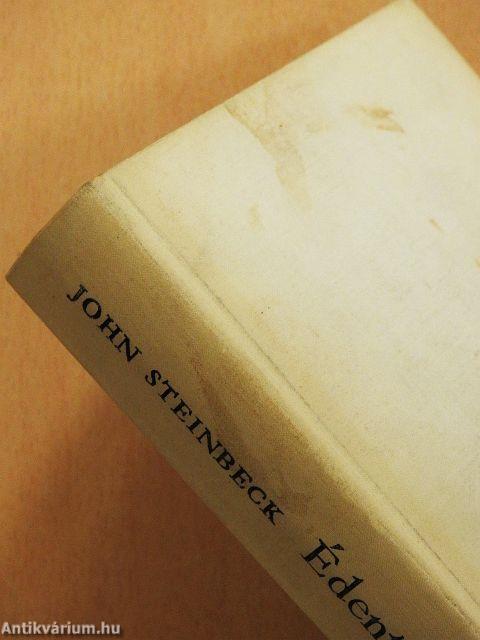 JOHN STEINBECK Édent
Antikvárium.hu